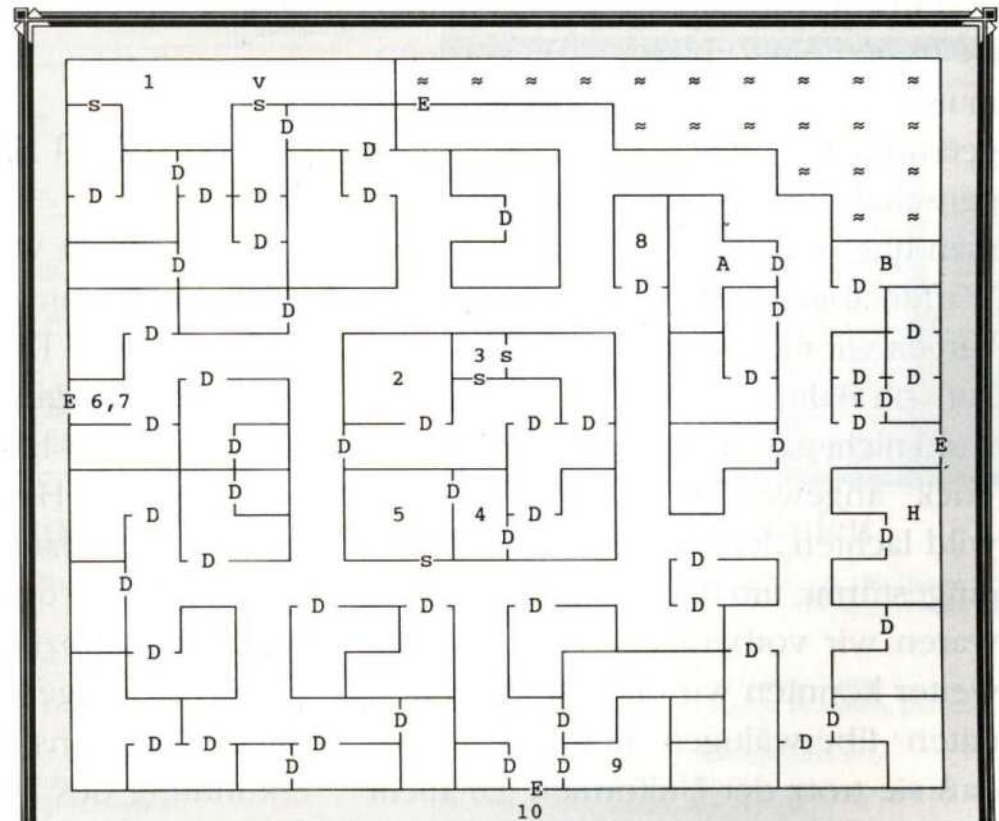 1 v ≈ ≈ ≈ ≈ ≈ ≈ ≈ ≈ ≈ ≈
s s E
D ≈ ≈ ≈ ≈ ≈ ≈
D
D ≈ ≈ ≈
D D D D
D ≈ ≈
D 8
D A D B
D D
D D
D D
3 s
D 2 s D D D
E 6,7 I D
D D D D D
D D D E
D D
D 5 4 D H
D D
D s D
D
D D D D
D
D D
D D D
D D D D
D D D 9
E
10